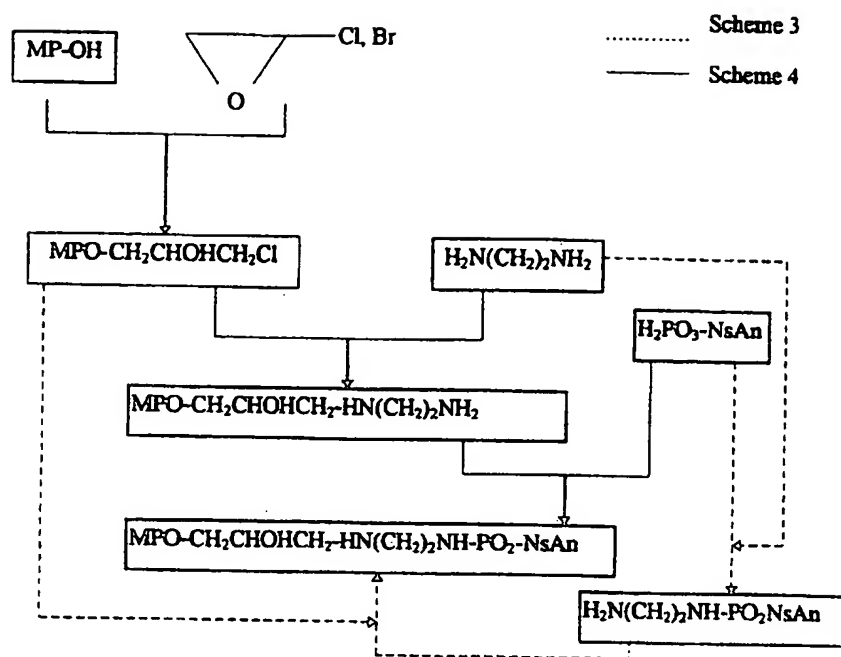 Scheme 3
MP-OH
Cl, Br
O
Scheme 4
MPO-CH₂CHOHCH₂Cl
H₂N(CH₂)₂NH₂
H₂PO₃-NsAn
MPO-CH₂CHOHCH₂-HN(CH₂)₂NH₂
MPO-CH₂CHOHCH₂-HN(CH₂)₂NH-PO₂-NsAn
H₂N(CH₂)₂NH-PO₂NsAn